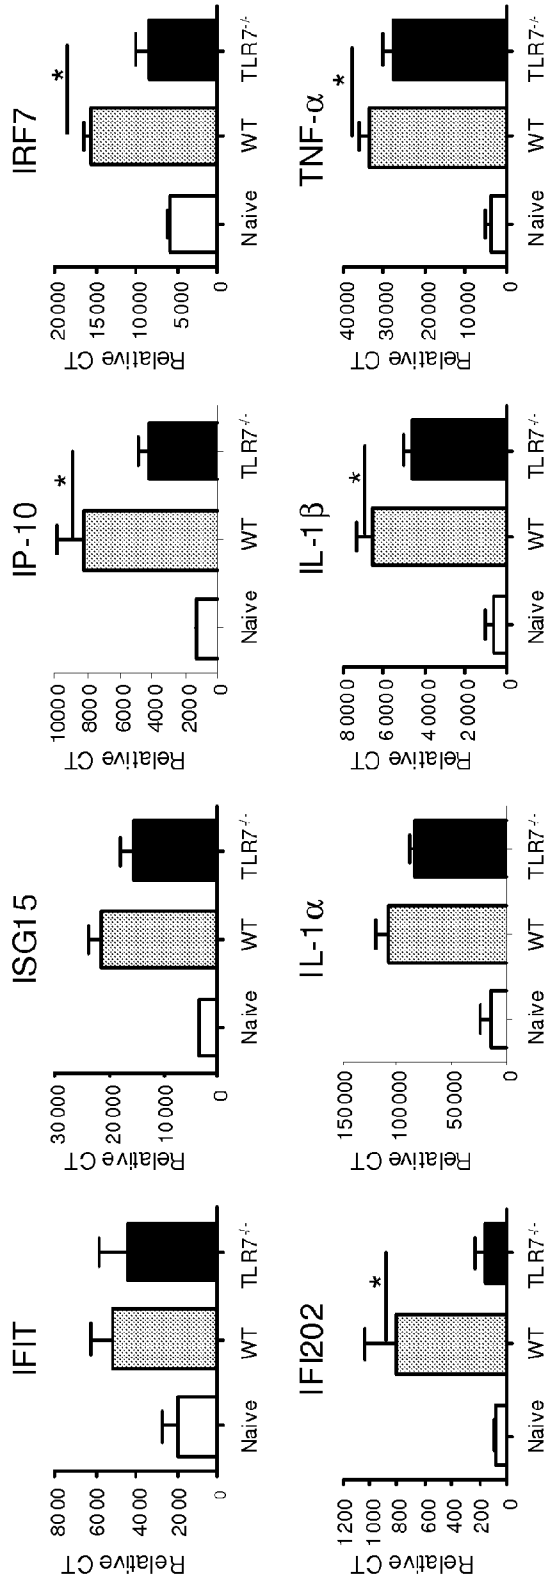 IFIT
Relative CT
8000
6000
4000
2000
0
Naive WT TLR7-/-
ISG15
Relative CT
30000
20000
10000
0
Naive WT TLR7-/-
IP-10
Relative CT
10000
8000
6000
4000
2000
0
Naive WT TLR7-/-
*
IRF7
Relative CT
20000
15000
10000
5000
0
Naive WT TLR7-/-
*
IFI202
Relative CT
1200
1000
800
600
400
200
0
Naive WT TLR7-/-
*
IL-1α
Relative CT
150000
100000
50000
0
Naive WT TLR7-/-
IL-1β
Relative CT
80000
60000
40000
20000
0
Naive WT TLR7-/-
*
TNF-α
Relative CT
40000
30000
20000
10000
0
Naive WT TLR7-/-
*